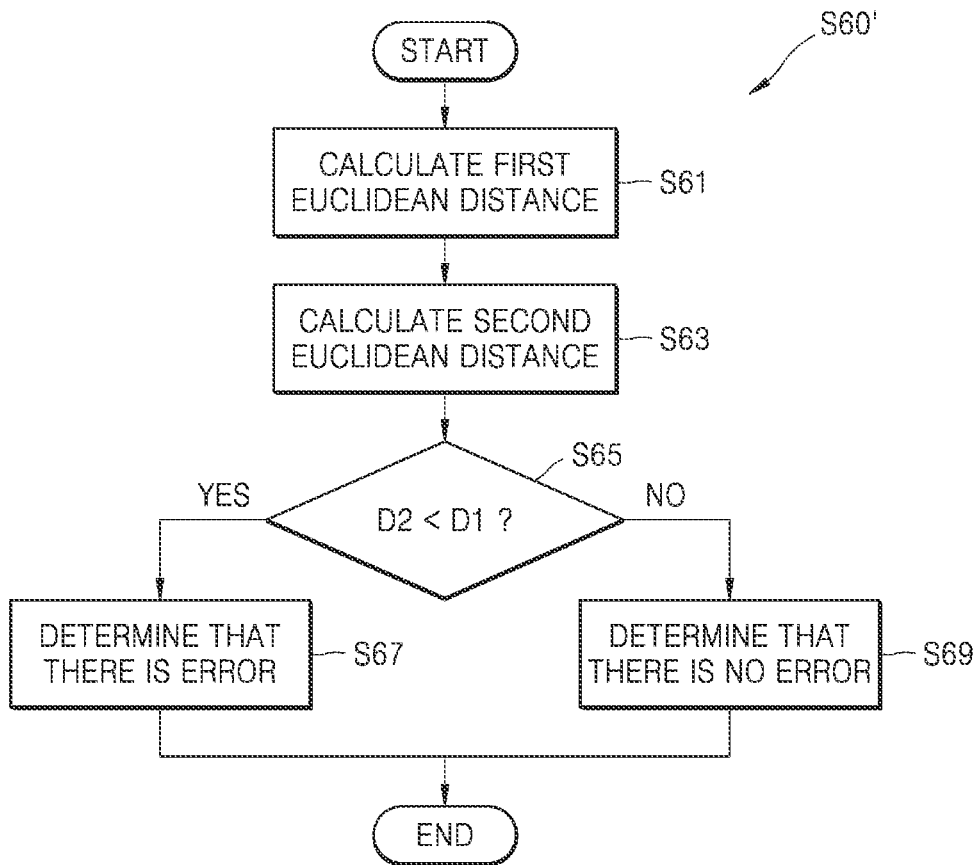 S60'
START
CALCULATE FIRST
EUCLIDEAN DISTANCE
S61
CALCULATE SECOND
EUCLIDEAN DISTANCE
S63
S65
YES
D2 < D1 ?
NO
DETERMINE THAT
THERE IS ERROR
S67
DETERMINE THAT
THERE IS NO ERROR
S69
END